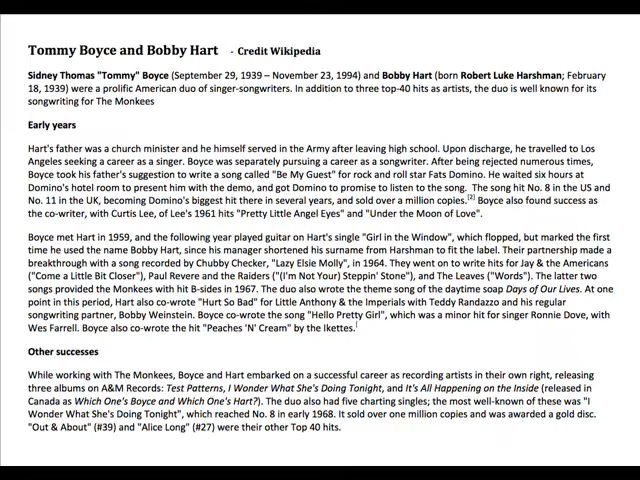 Tommy Boyce and Bobby Hart - Credit Wikipedia
Sidney Thomas "Tommy" Boyce (September 29, 1939 – November 23, 1994) and Bobby Hart (born Robert Luke Harshman; February
18, 1939) were a prolific American duo of singer-songwriters. In addition to three top-40 hits as artists, the duo is well known for its
songwriting for The Monkees
Early years
Hart's father was a church minister and he himself served in the Army after leaving high school. Upon discharge, he travelled to Los
Angeles seeking a career as a singer. Boyce was separately pursuing a career as a songwriter. After being rejected numerous times,
Boyce took his father's suggestion to write a song called "Be My Guest" for rock and roll star Fats Domino. He waited six hours at
Domino's hotel room to present him with the demo, and got Domino to promise to listen to the song. The song hit No. 8 in the US and
No. 11 in the UK, becoming Domino's biggest hit there in several years, and sold over a million copies.[2] Boyce also found success as
the co-writer, with Curtis Lee, of Lee's 1961 hits "Pretty Little Angel Eyes" and "Under the Moon of Love".
Boyce met Hart in 1959, and the following year played guitar on Hart's single "Girl in the Window", which flopped, but marked the first
time he used the name Bobby Hart, since his manager shortened his surname from Harshman to fit the label. Their partnership made a
breakthrough with a song recorded by Chubby Checker, "Lazy Elsie Molly", in 1964. They went on to write hits for Jay & the Americans
("Come a Little Bit Closer"), Paul Revere and the Raiders ("(I'm Not Your) Steppin' Stone"), and The Leaves ("Words"). The latter two
songs provided the Monkees with hit B-sides in 1967. The duo also wrote the theme song of the daytime soap Days of Our Lives. At one
point in this period, Hart also co-wrote "Hurt So Bad" for Little Anthony & the Imperials with Teddy Randazzo and his regular
songwriting partner, Bobby Weinstein. Boyce co-wrote the song "Hello Pretty Girl", which was a minor hit for singer Ronnie Dove, with
Wes Farrell. Boyce also co-wrote the hit "Peaches 'N' Cream" by the Ikettes.[
Other successes
While working with The Monkees, Boyce and Hart embarked on a successful career as recording artists in their own right, releasing
three albums on A&M Records: Test Patterns, I Wonder What She's Doing Tonight, and It's All Happening on the Inside (released in
Canada as Which One's Boyce and Which One's Hart?). The duo also had five charting singles; the most well-known of these was "I
Wonder What She's Doing Tonight", which reached No. 8 in early 1968. It sold over one million copies and was awarded a gold disc.
"Out & About" (#39) and "Alice Long" (#27) were their other Top 40 hits.